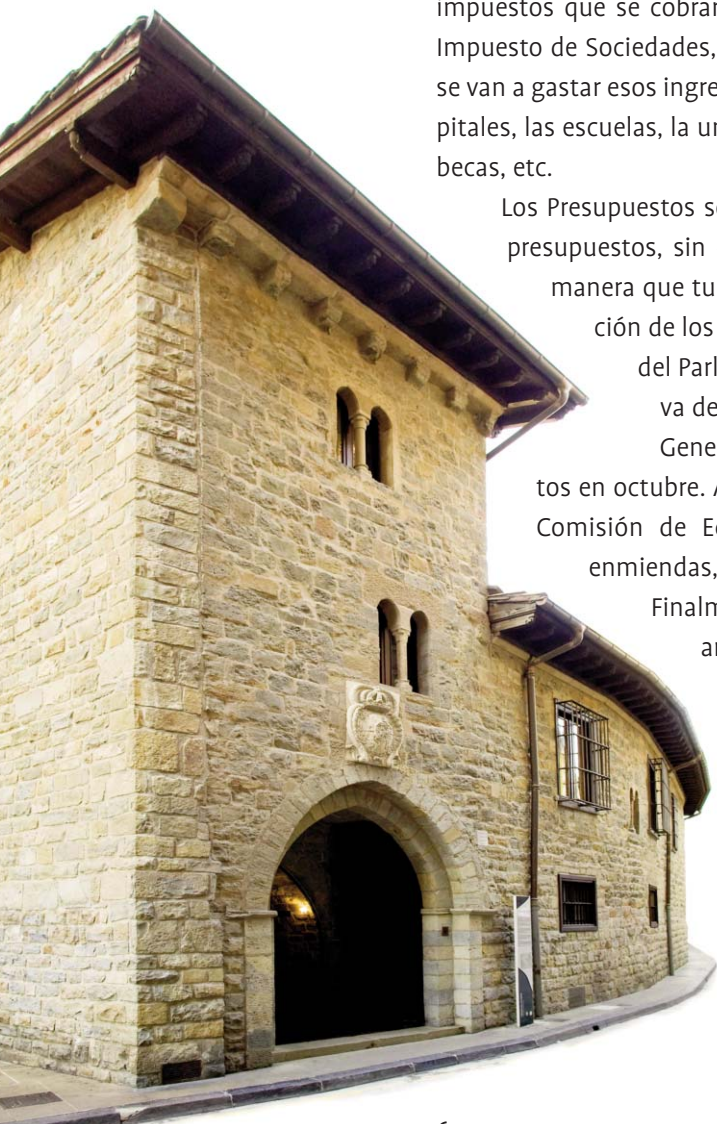 impuestos que se cobran
Impuesto de Sociedades,
se van a gastar esos ingre
pitales, las escuelas, la un
becas, etc.
Los Presupuestos se
presupuestos, sin
manera que tu
ción de los
del Parl
va de
Gene
tos en octubre. A
Comisión de Ec
enmiendas,
Finalm